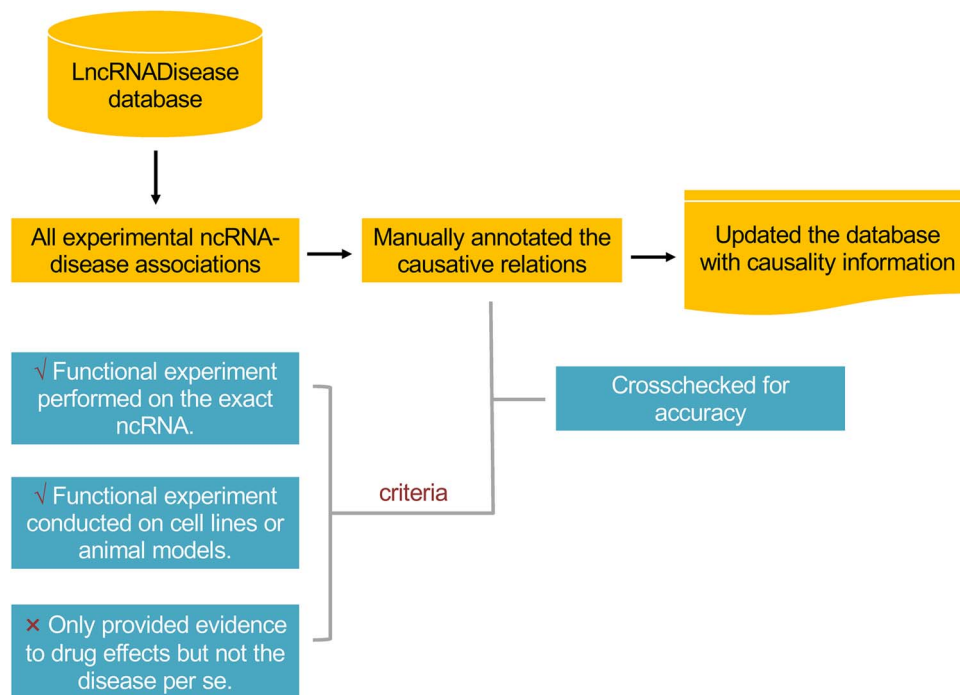 LncRNADisease
database
All experimental ncRNA-
disease associations
Manually annotated the
causative relations
Updated the database
with causality information
√ Functional experiment
performed on the exact
ncRNA.
Crosschecked for
accuracy
criteria
√ Functional experiment
conducted on cell lines or
animal models.
× Only provided evidence
to drug effects but not the
disease per se.